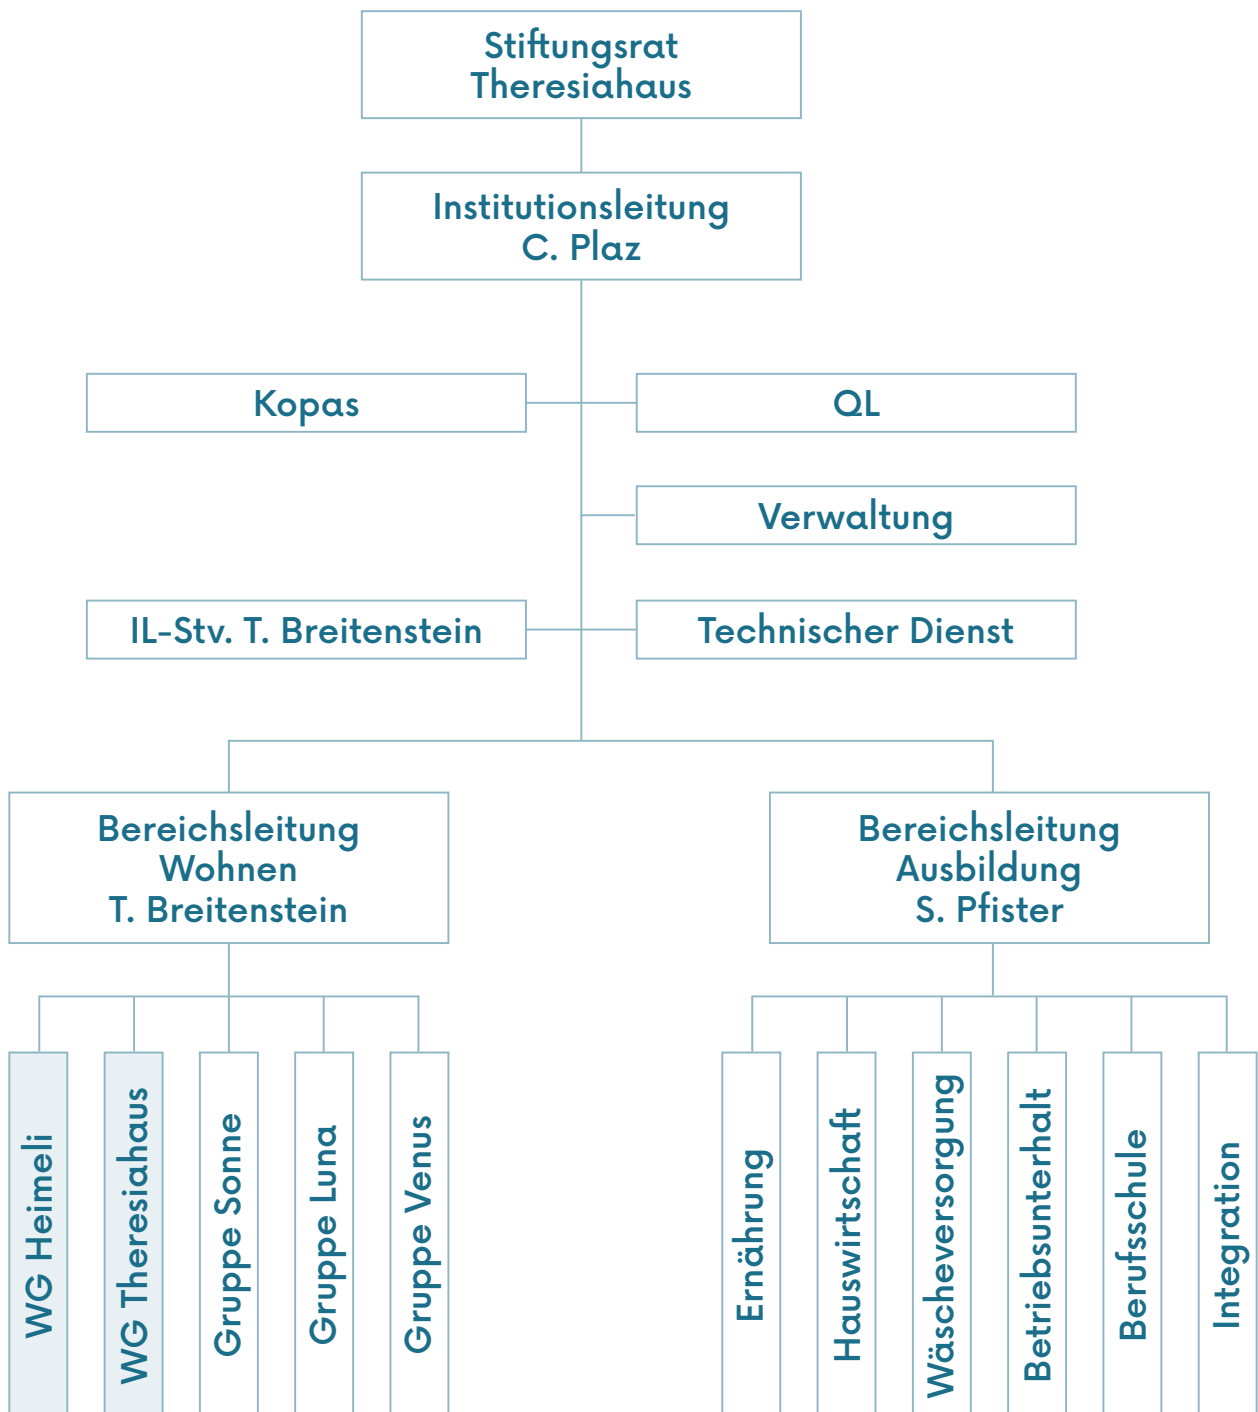 Stiftungsrat
Theresiahaus
Institutionsleitung
C. Plaz
Kopas
QL
Verwaltung
IL-Stv. T. Breitenstein
Technischer Dienst
Bereichsleitung
Wohnen
T. Breitenstein
Bereichsleitung
Ausbildung
S. Pfister
WG Heimeli
WG Theresiahaus
Gruppe Sonne
Gruppe Luna
Gruppe Venus
Ernährung
Hauswirtschaft
Wäscheversorgung
Betriebsunterhalt
Berufsschule
Integration